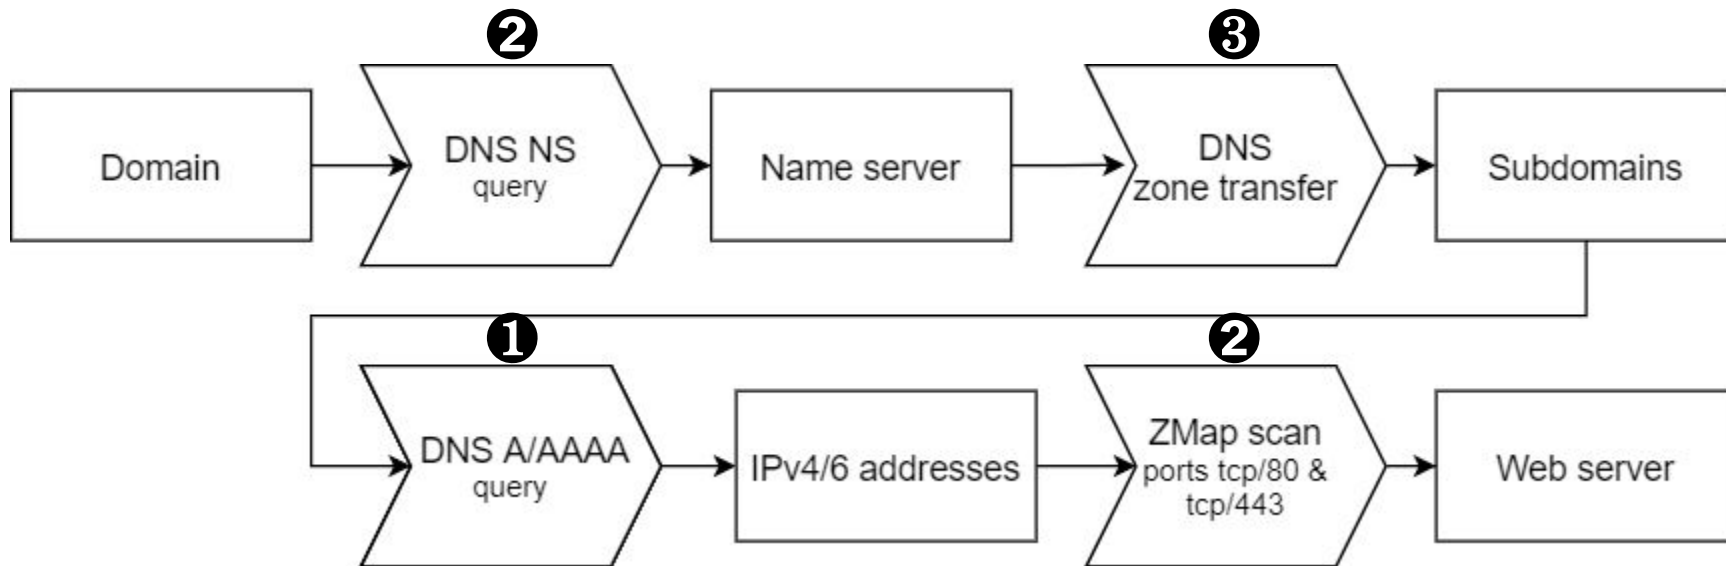 ❷
❸
Domain
DNS NS
query
Name server
DNS
zone transfer
Subdomains
❶
❷
DNS A/AAAA
query
IPv4/6 addresses
ZMap scan
ports tcp/80 &
tcp/443
Web server